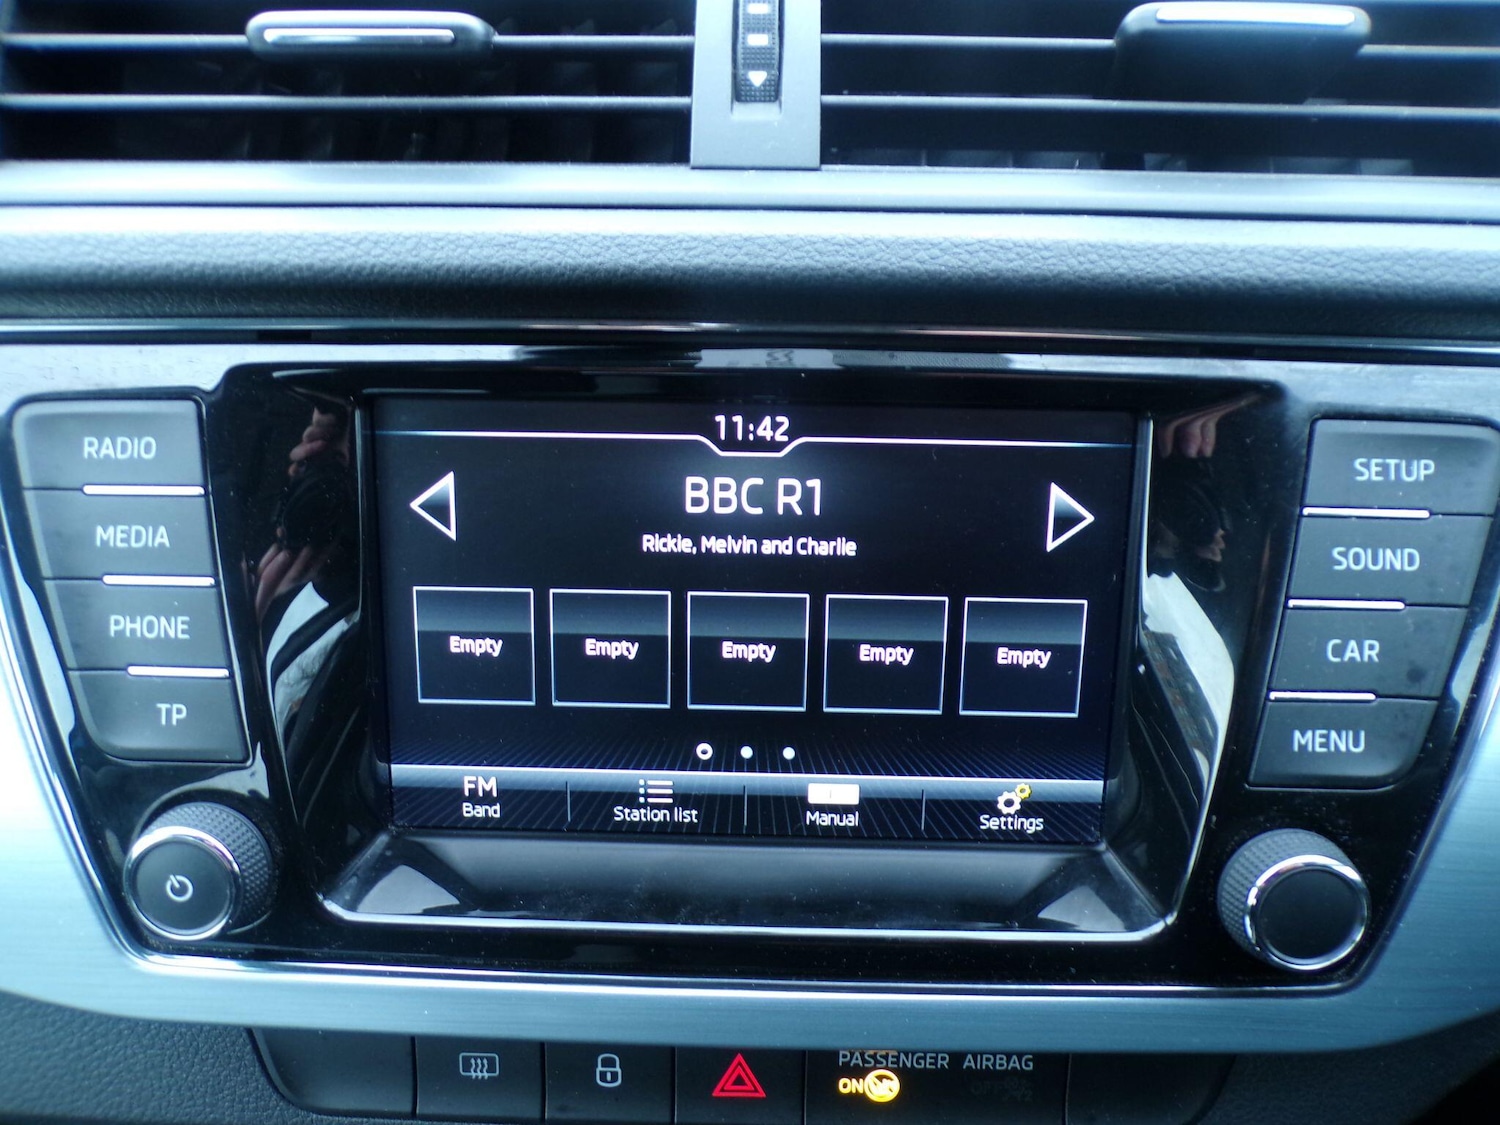 11:42
BBC R1
Rickie, Melvin and Charlie
Empty
Empty
Empty
Empty
Empty
FM
Band
Station list
Manual
Settings
RADIO
MEDIA
PHONE
TP
SETUP
SOUND
CAR
MENU
PASSENGER AIRBAG
ON